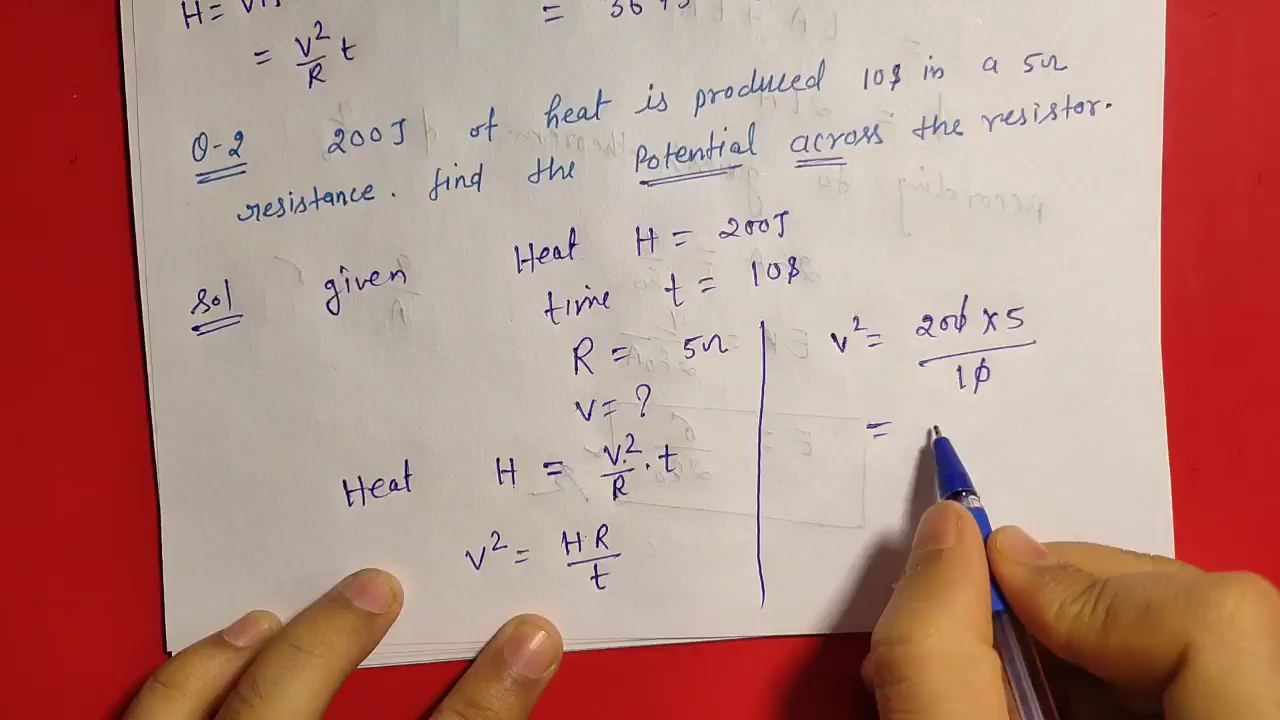 = 
= V²/R t
Q-2 200J of heat is produced 10s in a 5Ω
resistance. find the Potential across the resistor.
Sol given Heat H = 200J
time t = 10s
R = 5Ω
V = ?
Heat H = V²/R . t
V² = H R/t
V² = 200 x 5/10
=